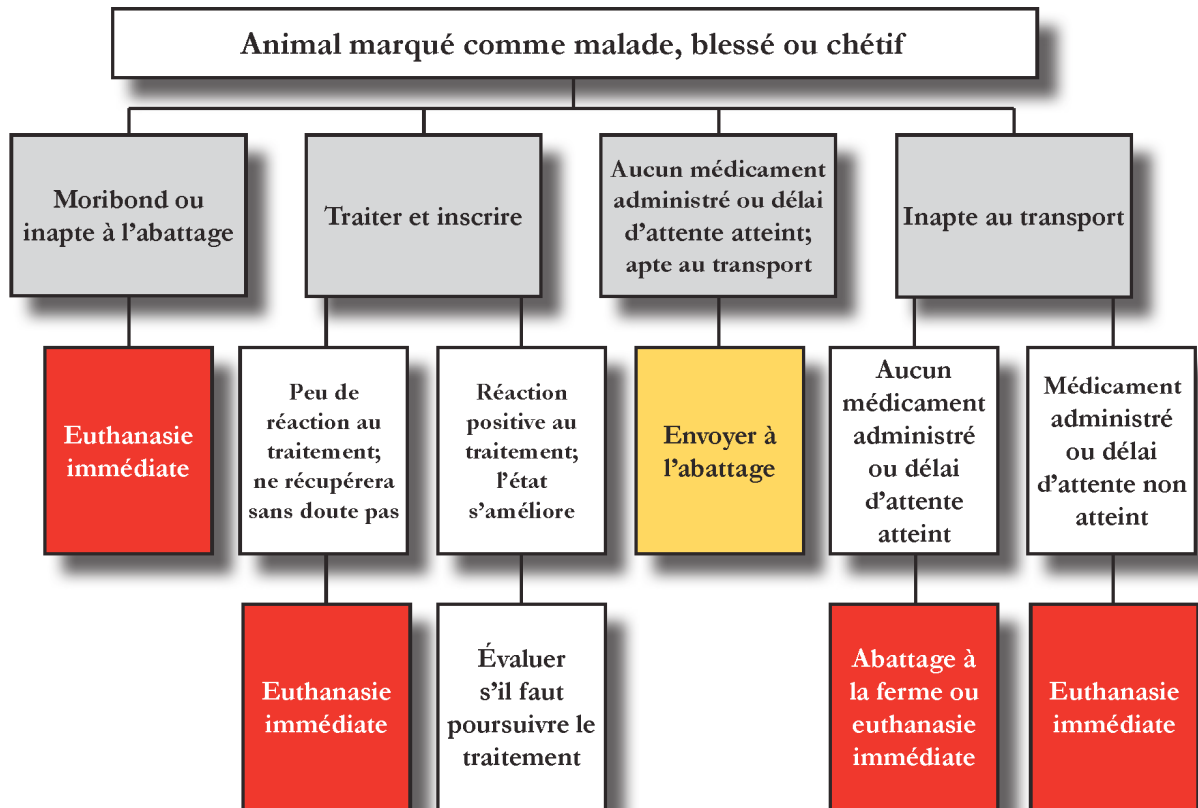 Animal marqué comme malade, blessé ou chétif
Moribond ou
inapte à l'abattage
Traiter et inscrire
Aucun médicament
administré ou délai
d'attente atteint;
apte au transport
Inapte au transport
Euthanasie
immédiate
Peu de
réaction au
traitement;
ne récupérera
sans doute pas
Réaction
positive au
traitement;
l'état
s'améliore
Envoyer à
l'abattage
Aucun
médicament
administré
ou délai
d'attente
atteint
Médicament
administré
ou délai
d'attente non
atteint
Euthanasie
immédiate
Évaluer
s'il faut
poursuivre le
traitement
Abattage à
la ferme ou
euthanasie
immédiate
Euthanasie
immédiate